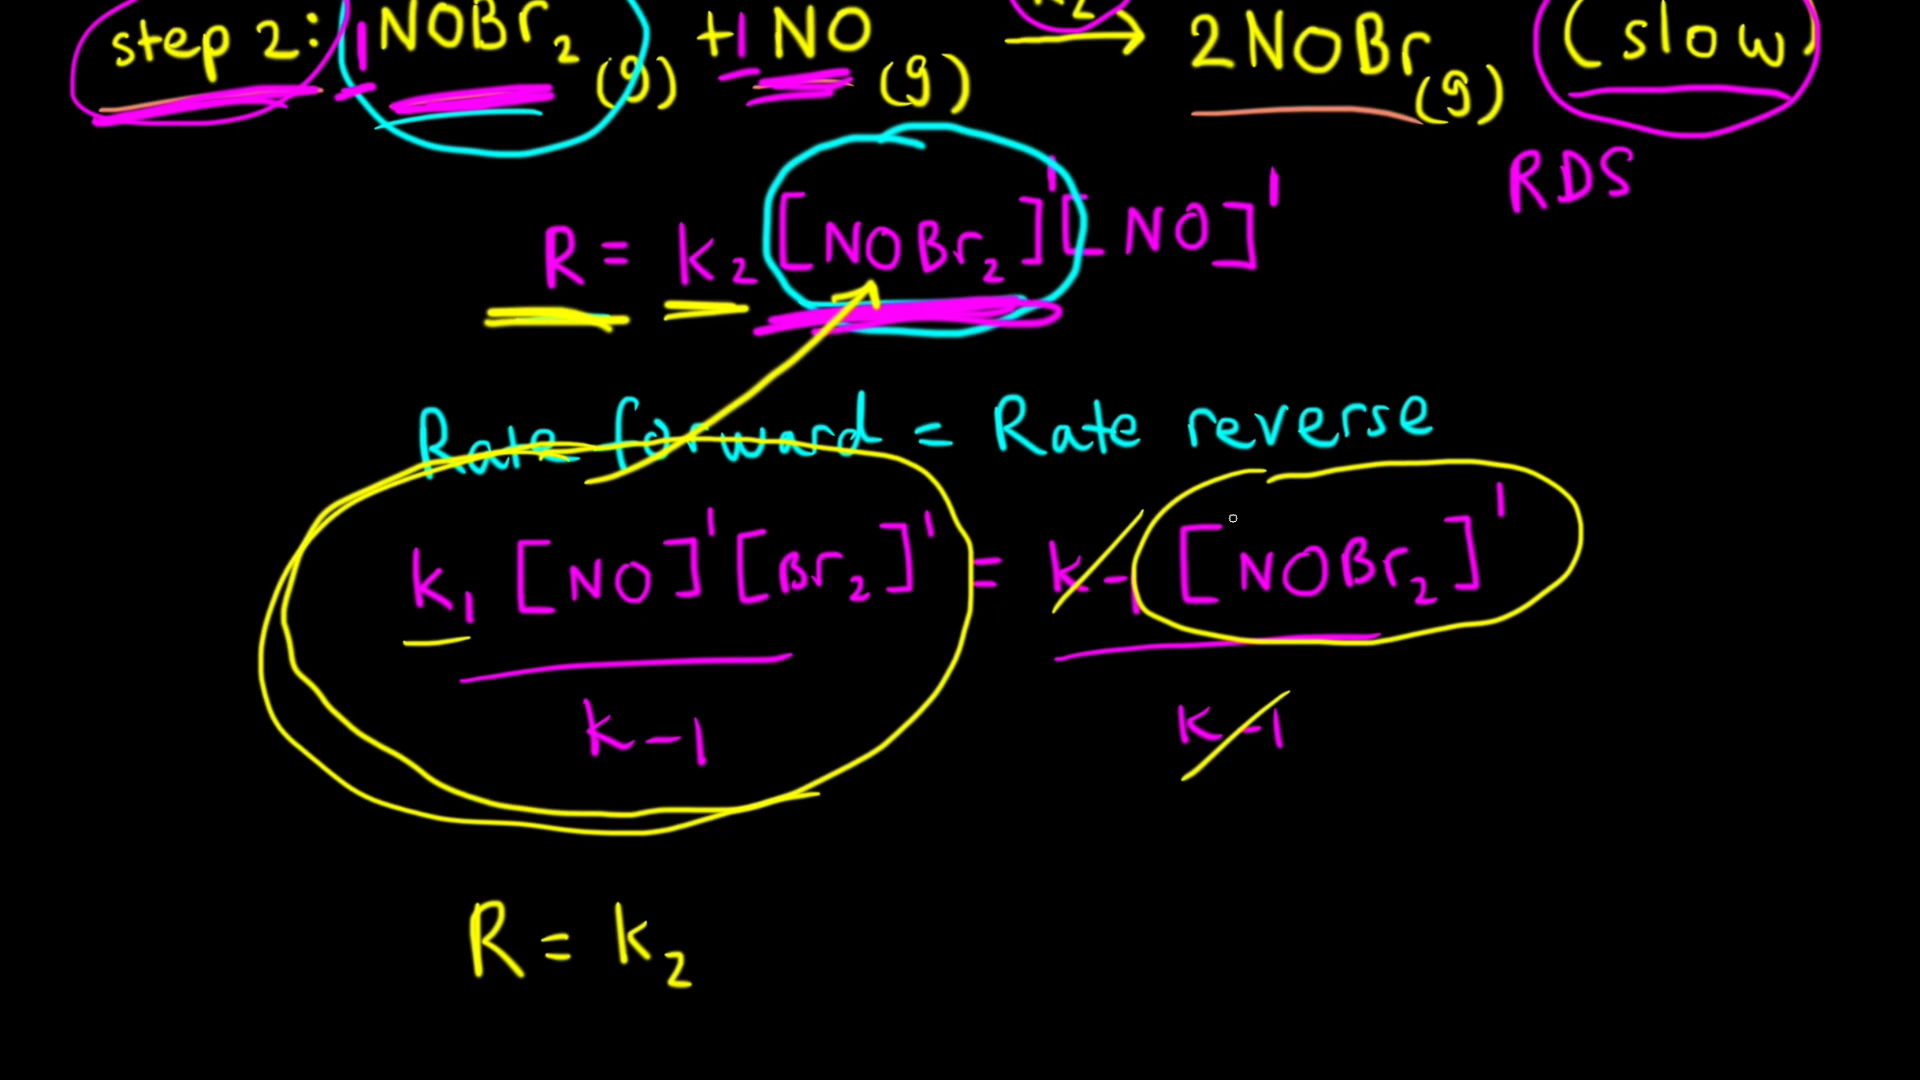 step 2: 1NOBr₂(g) + 1NO(g) →k₂ 2NOBr(g) (slow)
RDS
R = k₂ [NOBr₂]¹[NO]¹
Rate forward = Rate reverse
k₁ [NO]¹[Br₂]¹ = k-1 [NOBr₂]¹
k-1 k-1
R = k₂